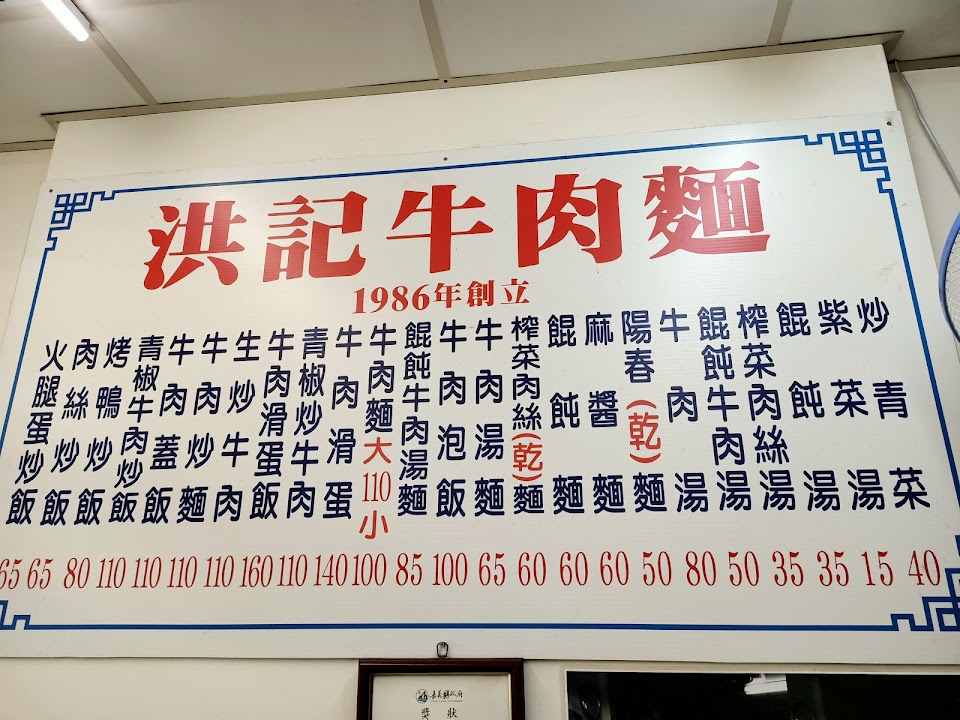 洪記牛肉麵
1986年創立
炒青菜 40
紫菜湯 15
餛飩湯 35
榨菜肉絲湯 35
餛飩牛肉湯 50
牛肉湯 80
陽春(乾)麵 50
麻醬麵 60
餛飩麵 60
榨菜肉絲(乾)麵 60
牛肉湯麵 65
牛肉泡飯 100
餛飩牛肉湯麵 85
牛肉麵大110小 100
牛肉滑蛋 140
青椒炒牛肉 110
牛肉滑蛋飯 160
生炒牛肉 110
牛肉炒麵 110
牛肉蓋飯 110
青椒牛肉炒飯 110
烤鴨炒飯 80
肉絲炒飯 65
火腿蛋炒飯 65
嘉義縣政府
獎狀